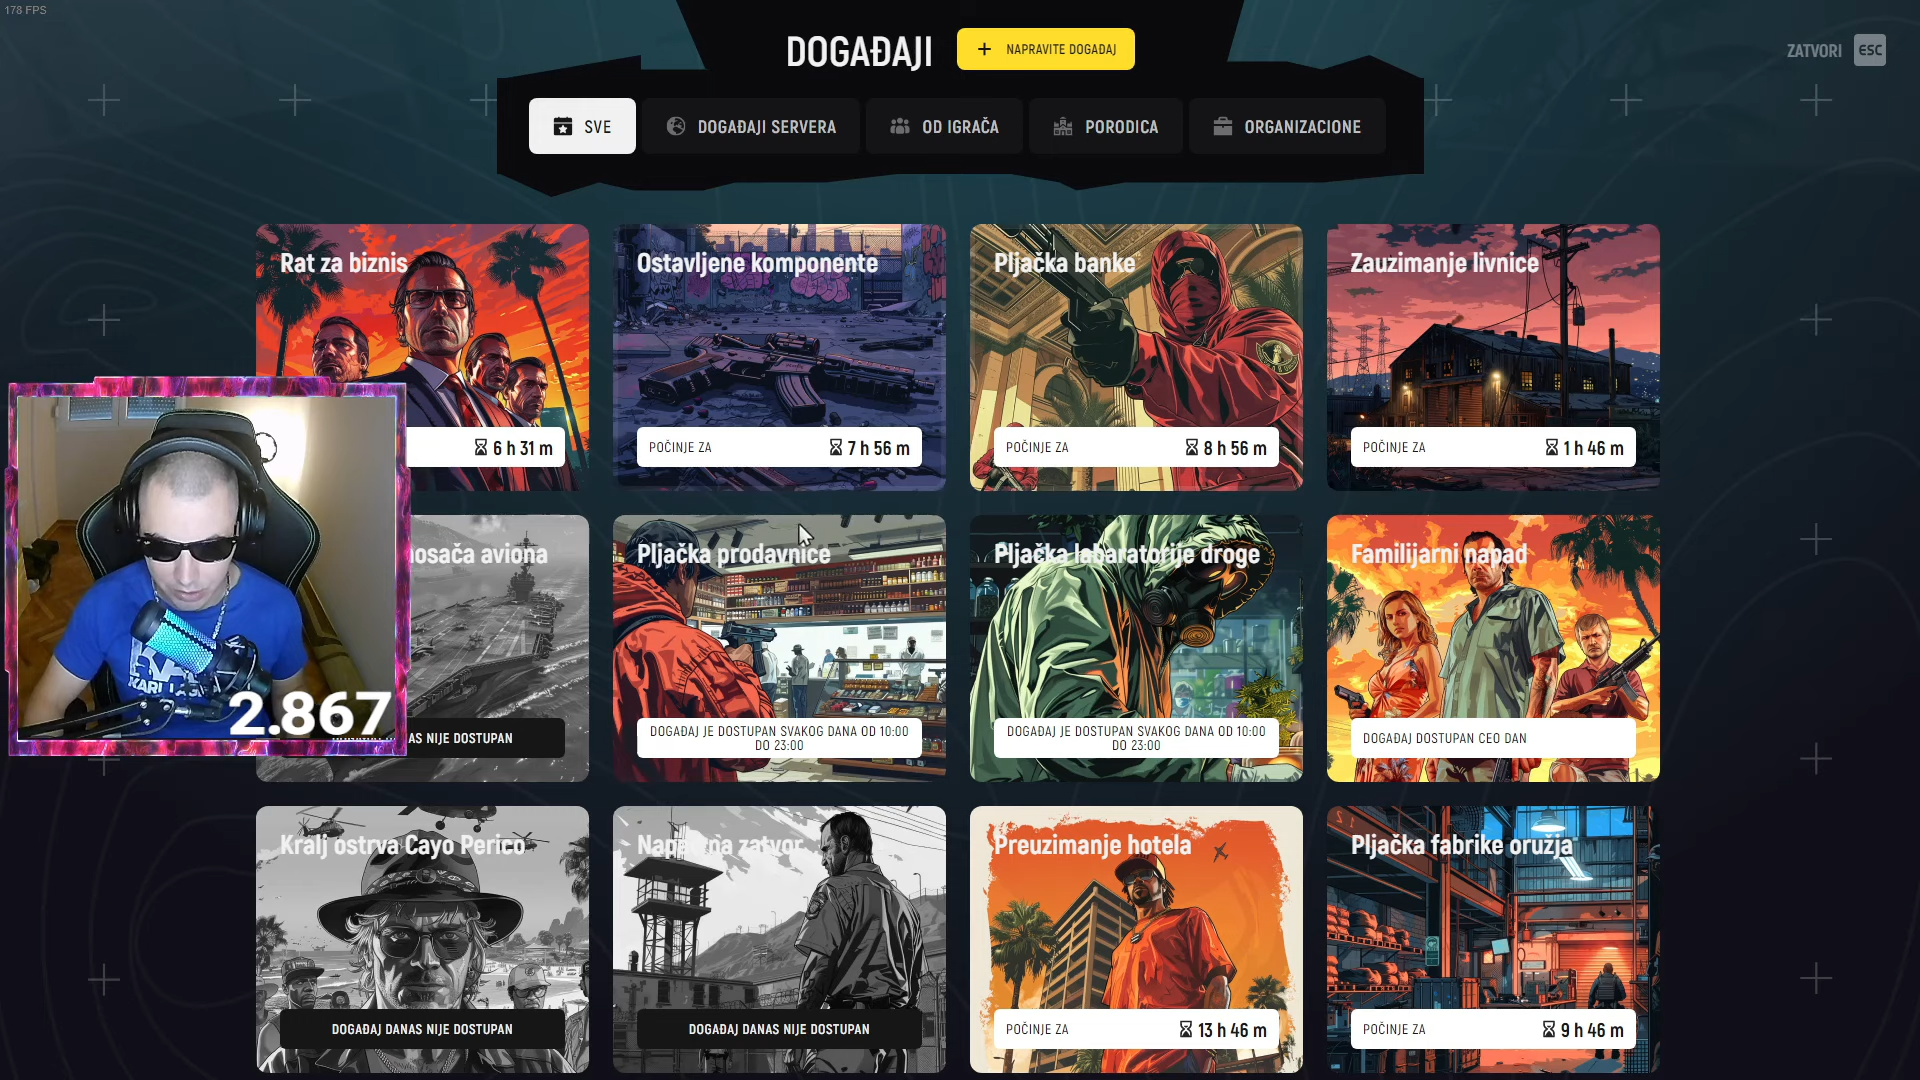 178 FPS
DOGAĐAJI
NAPRAVITE DOGAĐAJ
ZATVORI ESC
SVE
DOGAĐAJI SERVERA
OD IGRAČA
PORODICA
ORGANIZACIONE
Rat za biznis
6 h 31 m
Ostavljene komponente
POČINJE ZA 7 h 56 m
Pljačka banke
POČINJE ZA 8 h 56 m
Zauzimanje livnice
POČINJE ZA 1 h 46 m
osača aviona
AS NIJE DOSTUPAN
2.867
Pljačka prodavnice
DOGAĐAJ JE DOSTUPAN SVAKOG DANA OD 10:00
DO 23:00
Pljačka labaratorije droge
DOGAĐAJ JE DOSTUPAN SVAKOG DANA OD 10:00
DO 23:00
Familijarni napad
DOGAĐAJ DOSTUPAN CEO DAN
Kralj ostrva Cayo Perico
DOGAĐAJ DANAS NIJE DOSTUPAN
Napad na zatvor
DOGAĐAJ DANAS NIJE DOSTUPAN
Preuzimanje hotela
POČINJE ZA 13 h 46 m
Pljačka fabrike oružja
POČINJE ZA 9 h 46 m